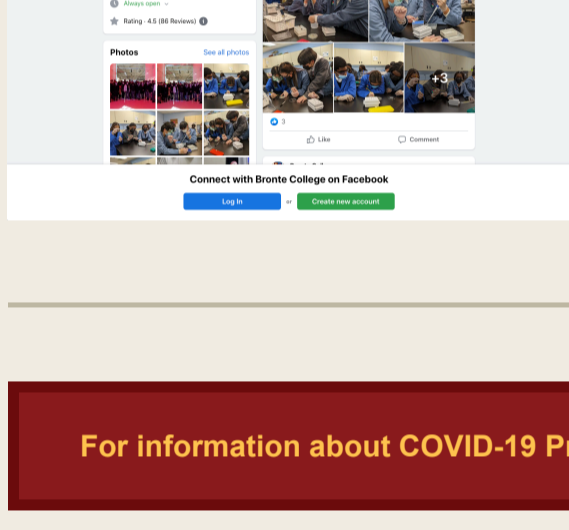 Always open
Rating · 4.5 (86 Reviews)
Photos
See all photos
+3
3
Like
Comment
Connect with Bronte College on Facebook
Log In
or
Create new account
For information about COVID-19